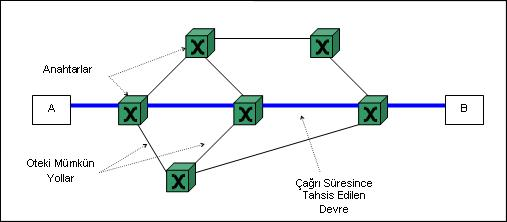 Anahtarlar
A
B
Oteki Mümkün
Yollar
Çağrı Süresince
Tahsis Edilen
Devre